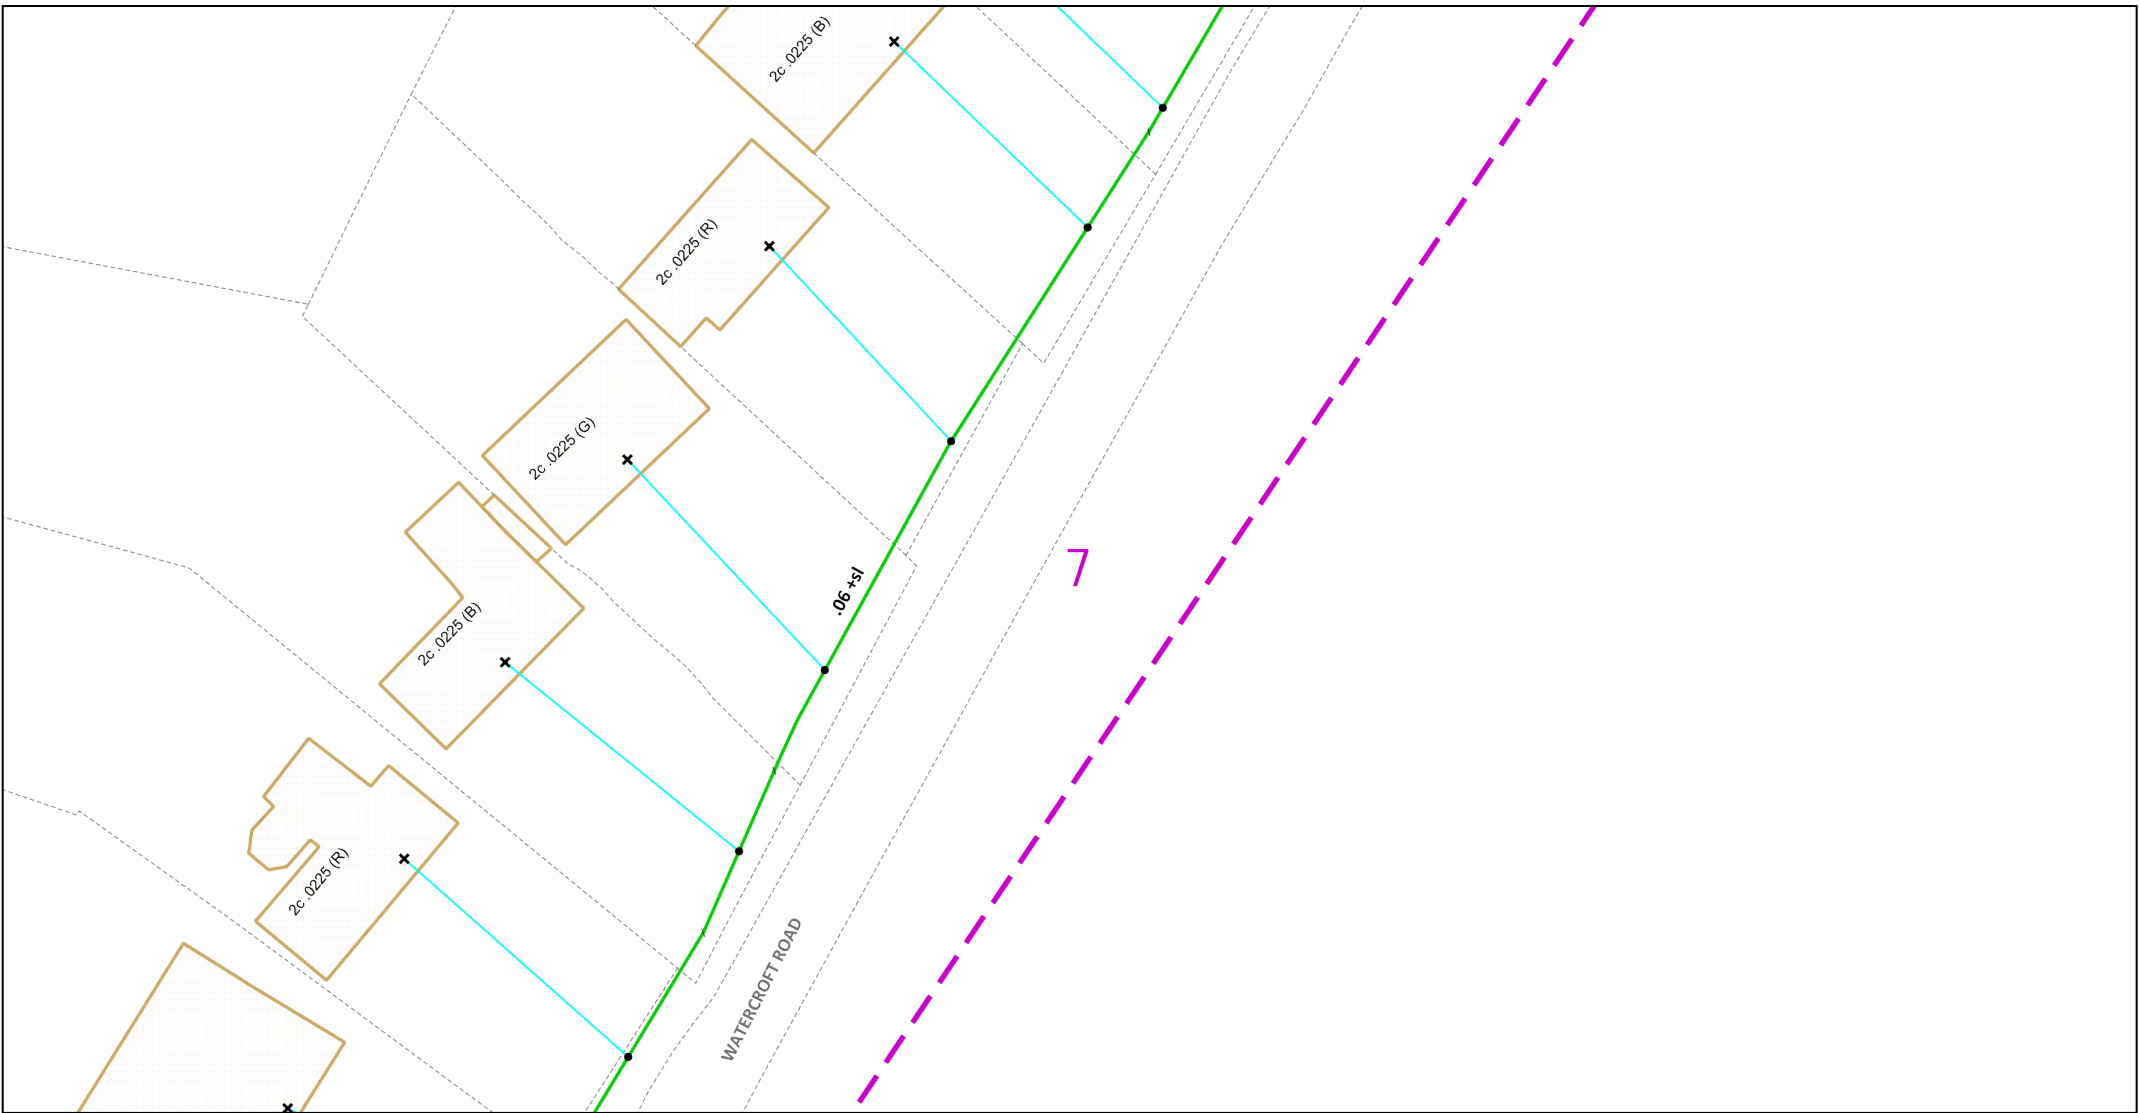 2c .0225 (B)
2c .0225 (R)
2c .0225 (G)
.06 +sl
2c .0225 (B)
2c .0225 (R)
WATERCROFT ROAD